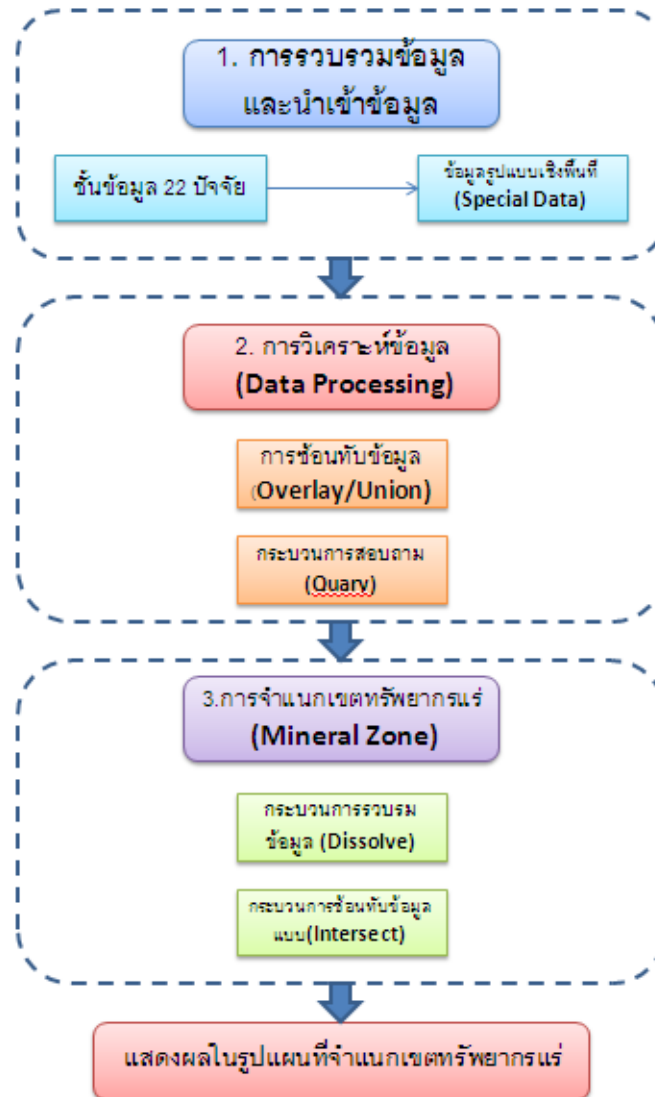 1. การรวบรวมข้อมูล
และนำเข้าข้อมูล
ชั้นข้อมูล 22 ปัจจัย
ข้อมูลรูปแบบเชิงพื้นที่
(Special Data)
2. การวิเคราะห์ข้อมูล
(Data Processing)
การซ้อนทับข้อมูล
(Overlay/Union)
กระบวนการสอบถาม
(Quary)
3.การจำแนกเขตทรัพยากรแร่
(Mineral Zone)
กระบวนการรวบรม
ข้อมูล (Dissolve)
กระบวนการซ้อนทับข้อมูล
แบบ(Intersect)
แสดงผลในรูปแผนที่จำแนกเขตทรัพยากรแร่